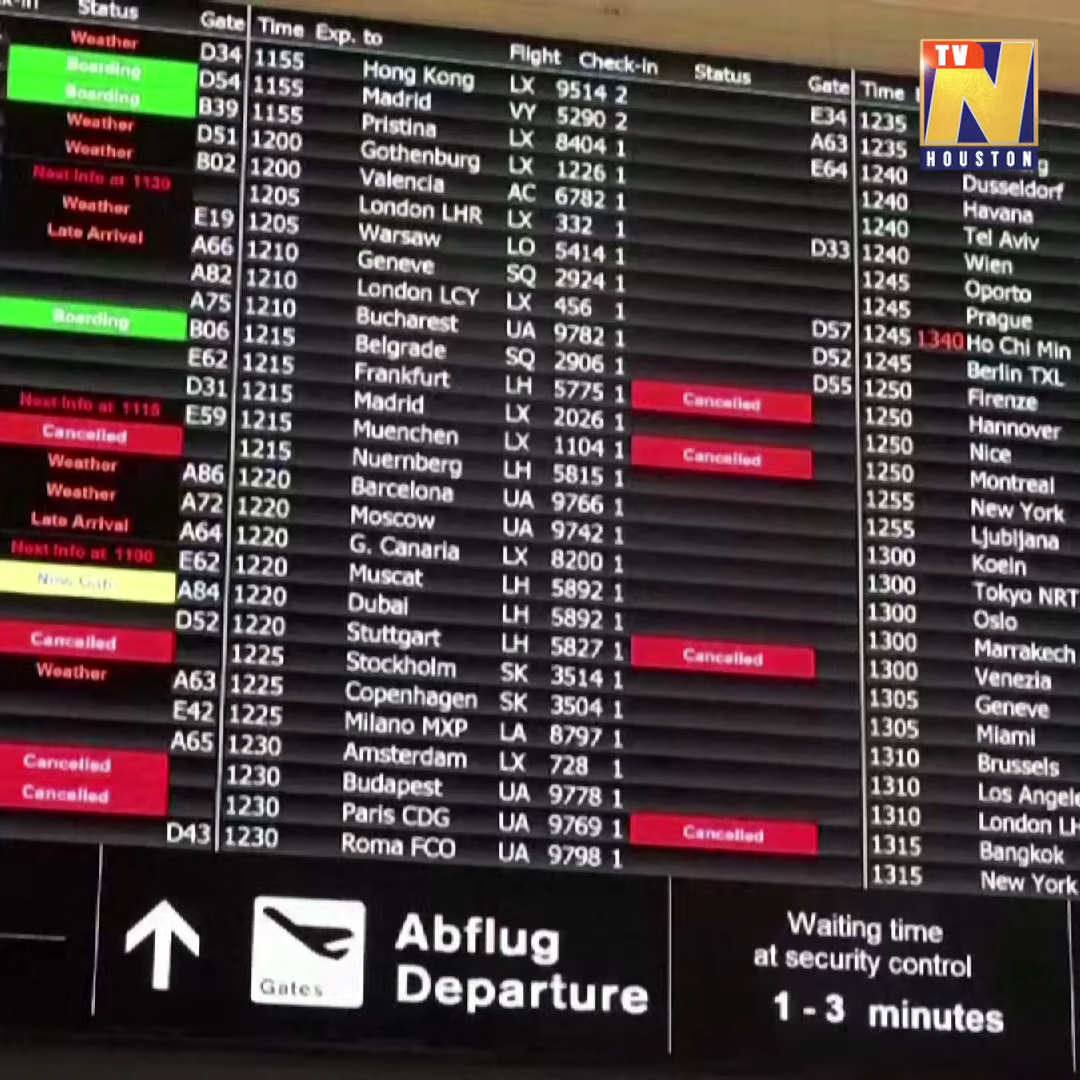 TV N
HOUSTON
Status Gate Time Exp. to Flight Check-in Status Gate Time
Weather D34 1155 Hong Kong LX 9514 2 E34 1235
Boarding D54 1155 Madrid VY 5290 2 A63 1235
Boarding B39 1155 Pristina LX 8404 1 E64 1240 Dusseldorf
Weather D51 1200 Gothenburg LX 1226 1 1240 Havana
Weather B02 1200 Valencia AC 6782 1 1240 Tel Aviv
Next Info at 1130 1205 London LHR LX 332 1 D33 1240 Wien
Weather E19 1205 Warsaw LO 5414 1 1245 Oporto
Late Arrival A66 1210 Geneve SQ 2924 1 1245 Prague
A82 1210 London LCY LX 456 1 D57 1245 1340 Ho Chi Min
A75 1210 Bucharest UA 9782 1 D52 1245 Berlin TXL
Boarding B06 1215 Belgrade SQ 2906 1 D55 1250 Firenze
E62 1215 Frankfurt LH 5775 1 Cancelled 1250 Hannover
D31 1215 Madrid LX 2026 1 1250 Nice
Next Info at 1115 E59 1215 Muenchen LX 1104 1 Cancelled 1250 Montreal
Cancelled 1215 Nuernberg LH 5815 1 1255 New York
Weather A86 1220 Barcelona UA 9766 1 1255 Ljubljana
Weather A72 1220 Moscow UA 9742 1 1300 Koeln
Late Arrival A64 1220 G. Canaria LX 8200 1 1300 Tokyo NRT
Next Info at 1100 E62 1220 Muscat LH 5892 1 1300 Oslo
New Gate A84 1220 Dubai LH 5892 1 1300 Marrakech
D52 1220 Stuttgart LH 5827 1 Cancelled 1300 Venezia
Cancelled 1225 Stockholm SK 3514 1 1305 Geneve
Weather A63 1225 Copenhagen SK 3504 1 1305 Miami
E42 1225 Milano MXP LA 8797 1 1310 Brussels
A65 1230 Amsterdam LX 728 1 1310 Los Angele
Cancelled 1230 Budapest UA 9778 1 1310 London LH
Cancelled 1230 Paris CDG UA 9769 1 Cancelled 1315 Bangkok
D43 1230 Roma FCO UA 9798 1 1315 New York
Gates
Abflug
Departure
Waiting time
at security control
1 - 3 minutes